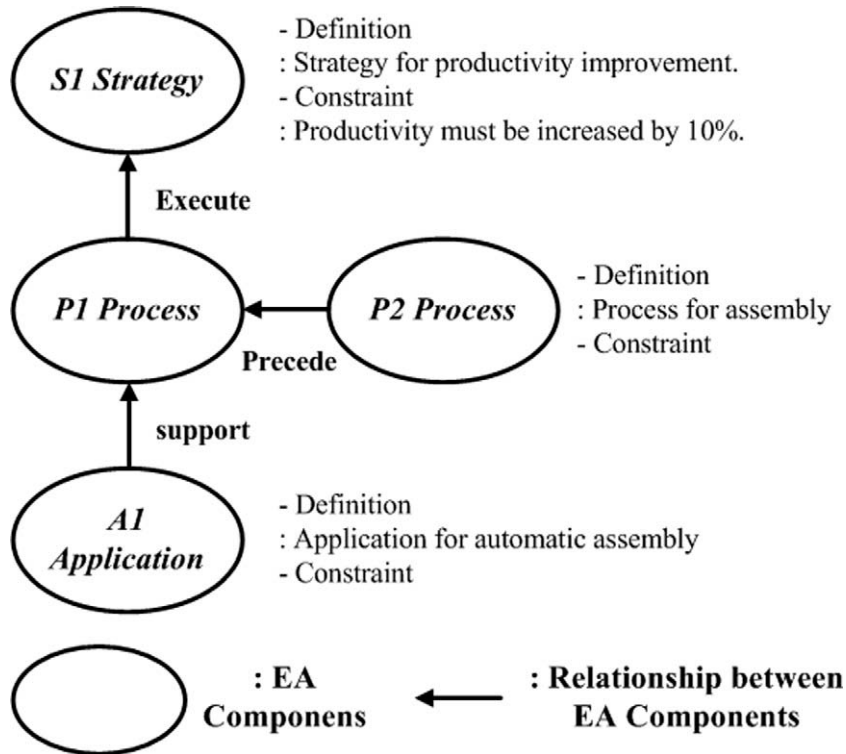 S1 Strategy
- Definition
: Strategy for productivity improvement.
- Constraint
: Productivity must be increased by 10%.
Execute
P1 Process
P2 Process
- Definition
: Process for assembly
- Constraint
Precede
support
A1
Application
- Definition
: Application for automatic assembly
- Constraint
: EA
Componens
: Relationship between
EA Components